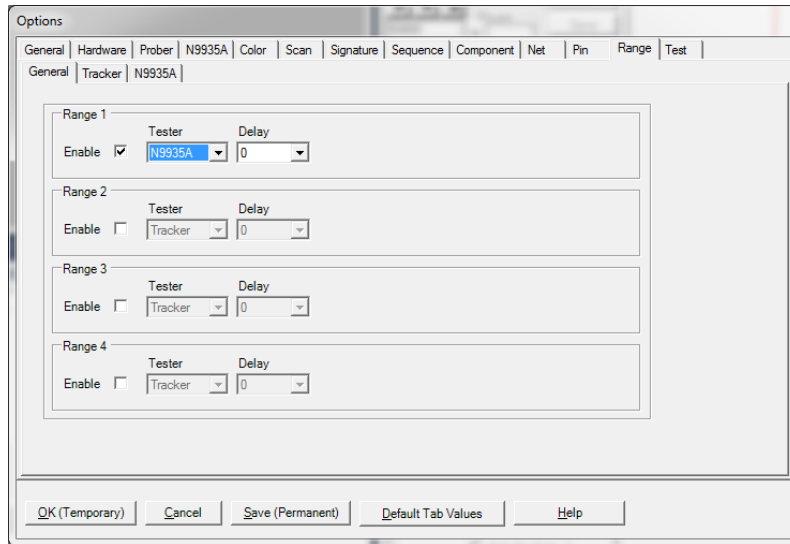 Options
General Hardware Prober N9935A Color Scan Signature Sequence Component Net Pin Range Test
General Tracker N9935A
Range 1
Tester Delay
Enable N9935A 0
Range 2
Tester Delay
Enable Tracker 0
Range 3
Tester Delay
Enable Tracker 0
Range 4
Tester Delay
Enable Tracker 0
OK (Temporary) Cancel Save (Permanent) Default Tab Values Help